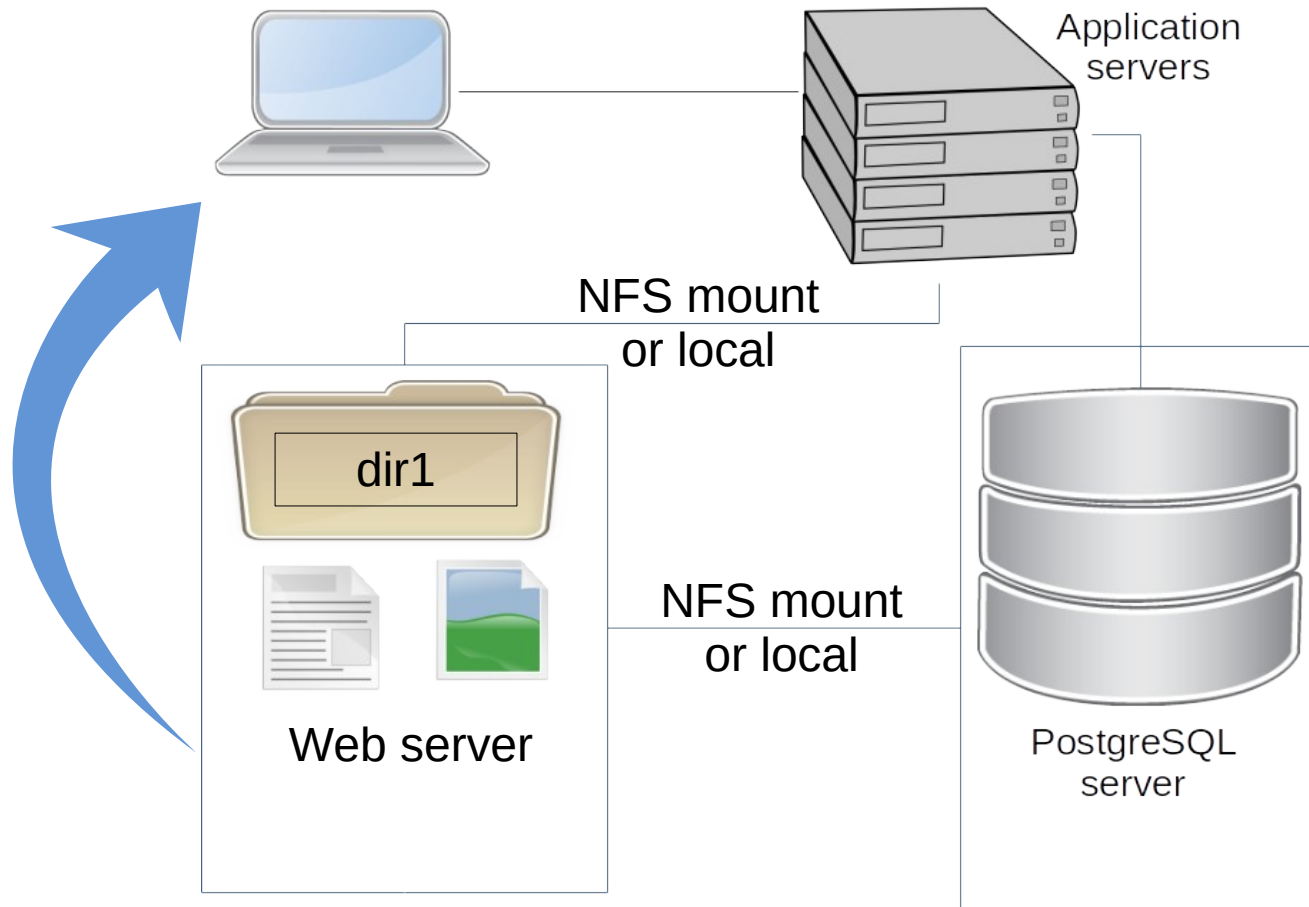 Application
servers
NFS mount
or local
dir1
NFS mount
or local
Web server
PostgreSQL
server